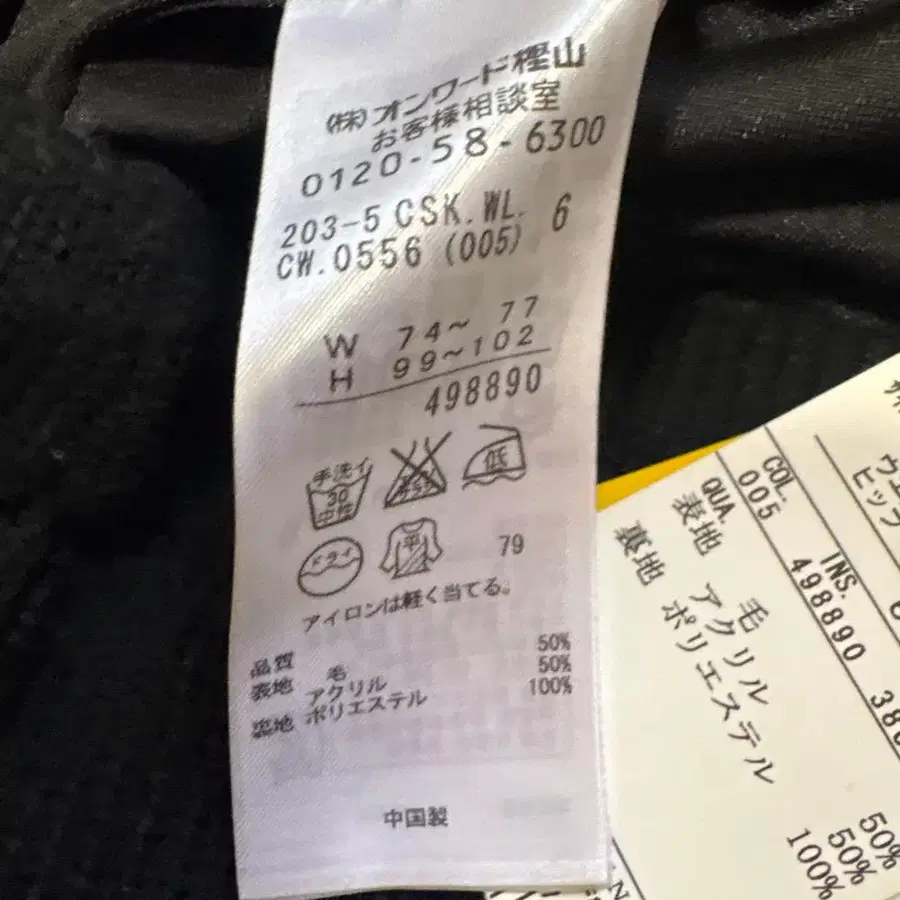 (株)オンワード樫山
お客様相談室
0120-58-6300
203-5 CSK.WL. 6
CW.0556 (005)
W 74~ 77
H 99~102
498890
手洗イ
30
中性
低
ドライ
平
79
アイロンは軽く当てる。
品質
表地 毛 50%
アクリル 50%
裏地 ポリエステル 100%
中国製
ヒップ
COL. INS.
005 498890
QUA.
表地 毛 50%
アクリル 50%
裏地 ポリエステル 100%